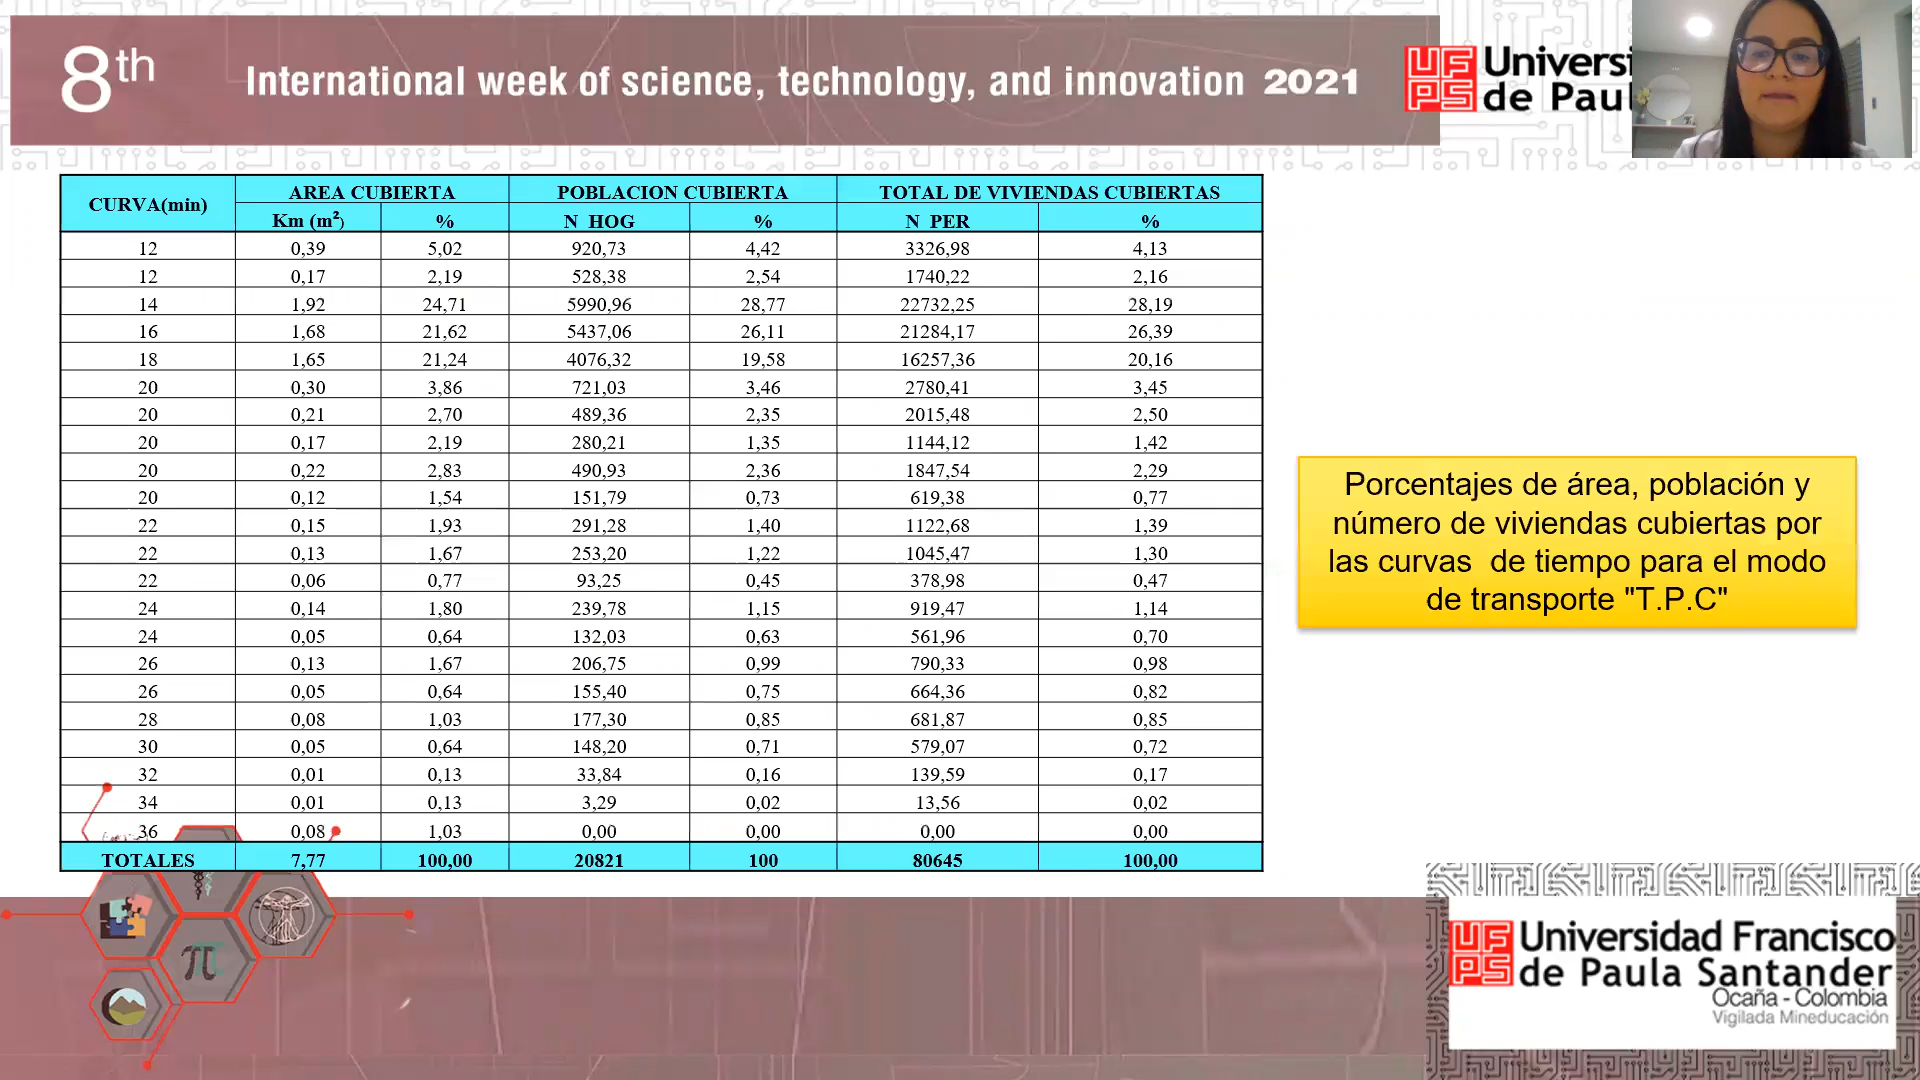 8th
International week of science, technology, and innovation 2021
UFPS
Universi
de Paul
CURVA(min) AREA CUBIERTA POBLACION CUBIERTA TOTAL DE VIVIENDAS CUBIERTAS
Km (m²) % N HOG % N PER %
12 0,39 5,02 920,73 4,42 3326,98 4,13
12 0,17 2,19 528,38 2,54 1740,22 2,16
14 1,92 24,71 5990,96 28,77 22732,25 28,19
16 1,68 21,62 5437,06 26,11 21284,17 26,39
18 1,65 21,24 4076,32 19,58 16257,36 20,16
20 0,30 3,86 721,03 3,46 2780,41 3,45
20 0,21 2,70 489,36 2,35 2015,48 2,50
20 0,17 2,19 280,21 1,35 1144,12 1,42
20 0,22 2,83 490,93 2,36 1847,54 2,29
20 0,12 1,54 151,79 0,73 619,38 0,77
22 0,15 1,93 291,28 1,40 1122,68 1,39
22 0,13 1,67 253,20 1,22 1045,47 1,30
22 0,06 0,77 93,25 0,45 378,98 0,47
24 0,14 1,80 239,78 1,15 919,47 1,14
24 0,05 0,64 132,03 0,63 561,96 0,70
26 0,13 1,67 206,75 0,99 790,33 0,98
26 0,05 0,64 155,40 0,75 664,36 0,82
28 0,08 1,03 177,30 0,85 681,87 0,85
30 0,05 0,64 148,20 0,71 579,07 0,72
32 0,01 0,13 33,84 0,16 139,59 0,17
34 0,01 0,13 3,29 0,02 13,56 0,02
36 0,08 1,03 0,00 0,00 0,00 0,00
TOTALES 7,77 100,00 20821 100 80645 100,00
Porcentajes de área, población y
número de viviendas cubiertas por
las curvas de tiempo para el modo
de transporte "T.P.C"
π
UFPS
Universidad Francisco
de Paula Santander
Ocaña - Colombia
Vigilada Mineducación